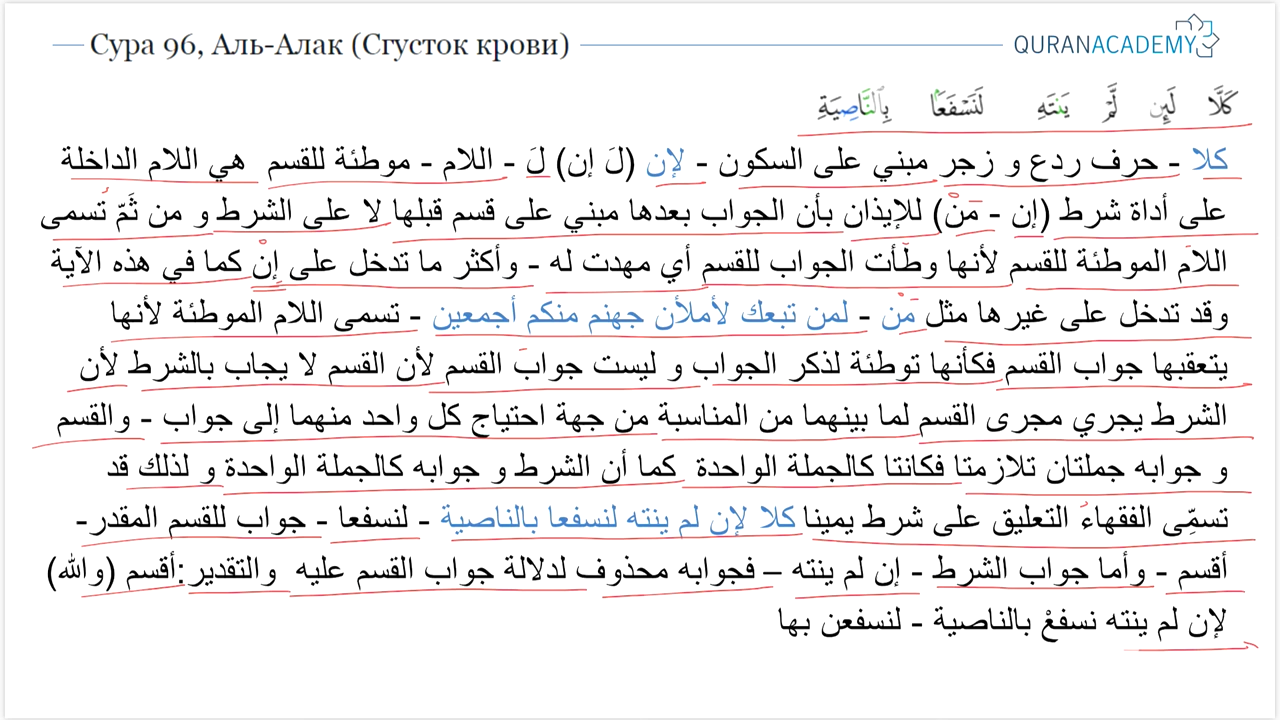 Сура 96, Аль-Алак (Сгусток крови)
QURANACADEMY
كَلَّا لَئِن لَّمْ يَنتَهِ لَنَسْفَعًۢا بِٱلنَّاصِيَةِ
كلا - حرف ردع و زجر مبني على السكون - لإن (لَ إن) لَ - اللام - موطئة للقسم هي اللام الداخلة
على أداة شرط (إن - مَنْ) للإيذان بأن الجواب بعدها مبني على قسم قبلها لا على الشرط و من ثَمّ تُسمى
اللامَ الموطئة للقسم لأنها وطّأت الجواب للقسم أي مهدت له - وأكثر ما تدخل على إنْ كما في هذه الآية
وقد تدخل على غيرها مثل مَنْ - لمن تبعك لأملأن جهنم منكم أجمعين - تسمى اللام الموطئة لأنها
يتعقبها جواب القسم فكأنها توطئة لذكر الجواب و ليست جوابَ القسم لأن القسم لا يجاب بالشرط لأن
الشرط يجري مجرى القسم لما بينهما من المناسبة من جهة احتياج كل واحد منهما إلى جواب - والقسم
و جوابه جملتان تلازمتا فكانتا كالجملة الواحدة كما أن الشرط و جوابه كالجملة الواحدة و لذلك قد
تسمِّى الفقهاءُ التعليق على شرط يمينا كلا لإن لم ينته لنسفعا بالناصية - لنسفعا - جواب للقسم المقدر-
أقسم - وأما جواب الشرط - إن لم ينته – فجوابه محذوف لدلالة جواب القسم عليه والتقدير:أقسم (والله)
لإن لم ينته نسفعْ بالناصية - لنسفعن بها